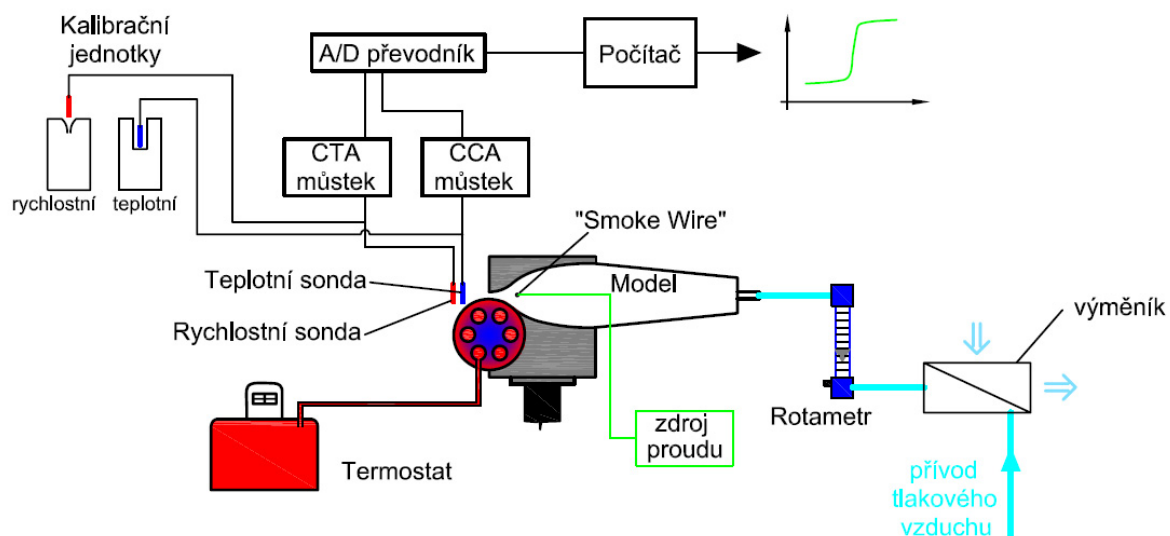 Kalibrační
jednotky
A/D převodník
Počítač
CTA
můstek
CCA
můstek
rychlostní
teplotní
"Smoke Wire"
Teplotní sonda
Model
Rychlostní sonda
výměník
Rotametr
zdroj
proudu
Termostat
přívod
tlakového
vzduchu